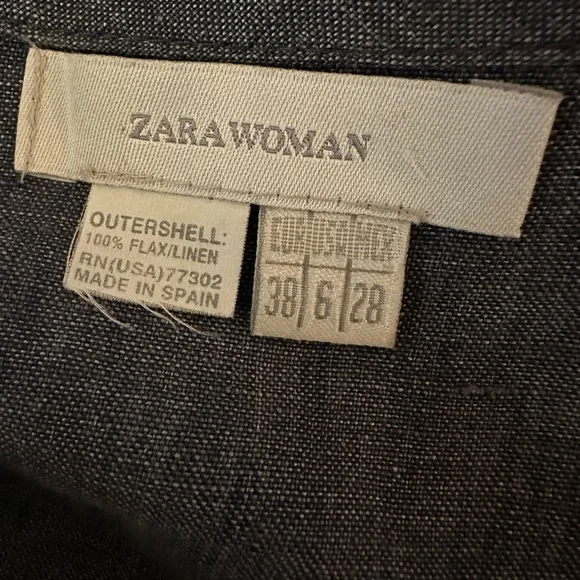 ZARA WOMAN
OUTERSHELL:
100% FLAX/LINEN
RN(USA)77302
MADE IN SPAIN
EUR USA MEX
38 6 28